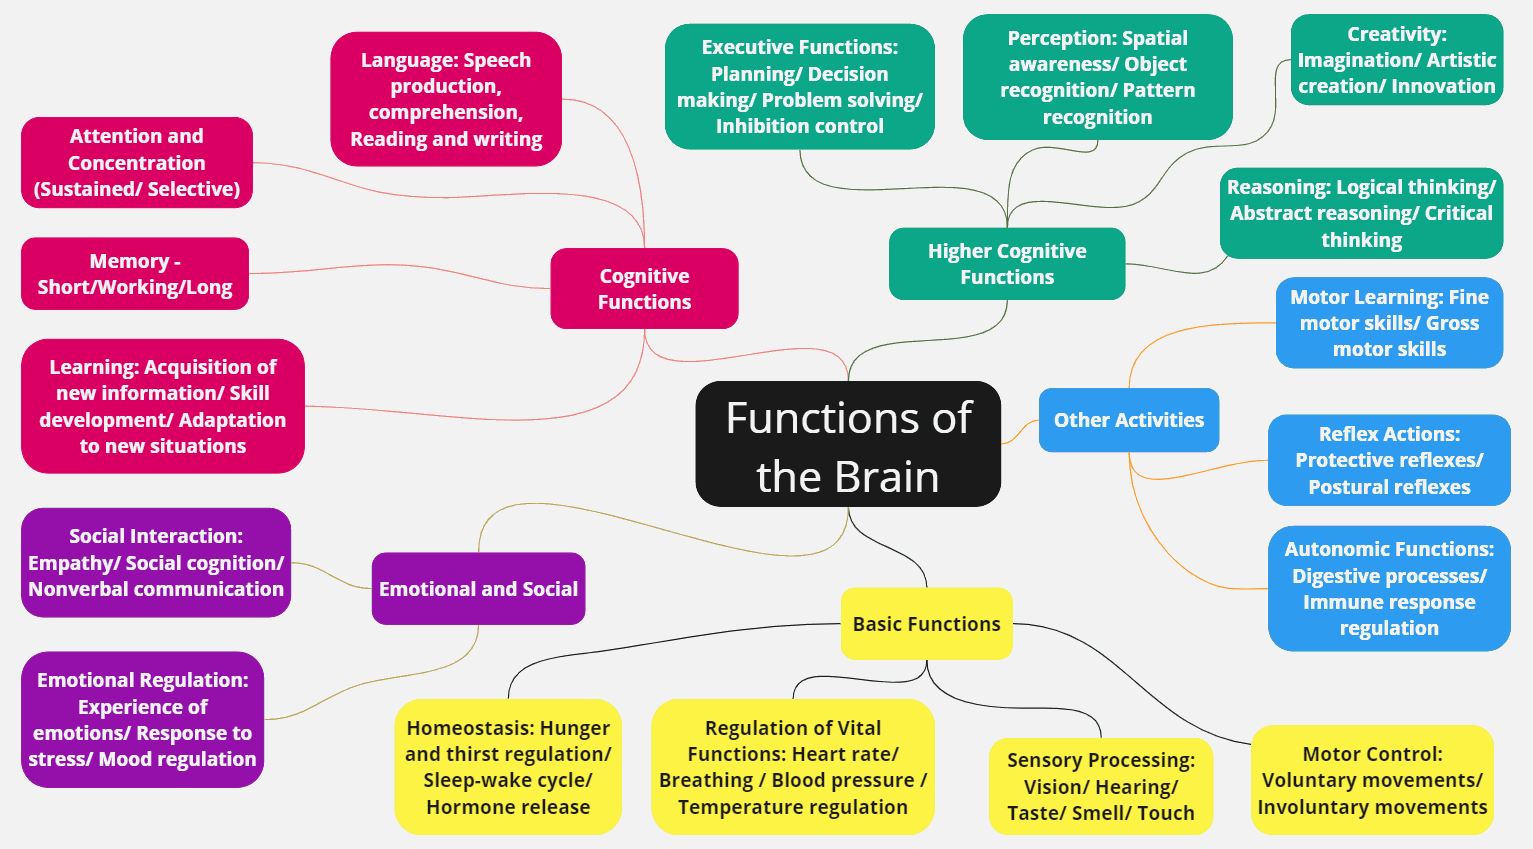 Functions of
the Brain
Cognitive
Functions
Language: Speech
production,
comprehension,
Reading and writing
Attention and
Concentration
(Sustained/ Selective)
Memory -
Short/Working/Long
Learning: Acquisition of
new information/ Skill
development/ Adaptation
to new situations
Higher Cognitive
Functions
Executive Functions:
Planning/ Decision
making/ Problem solving/
Inhibition control
Perception: Spatial
awareness/ Object
recognition/ Pattern
recognition
Creativity:
Imagination/ Artistic
creation/ Innovation
Reasoning: Logical thinking/
Abstract reasoning/ Critical
thinking
Other Activities
Motor Learning: Fine
motor skills/ Gross
motor skills
Reflex Actions:
Protective reflexes/
Postural reflexes
Autonomic Functions:
Digestive processes/
Immune response
regulation
Emotional and Social
Social Interaction:
Empathy/ Social cognition/
Nonverbal communication
Emotional Regulation:
Experience of
emotions/ Response to
stress/ Mood regulation
Basic Functions
Homeostasis: Hunger
and thirst regulation/
Sleep-wake cycle/
Hormone release
Regulation of Vital
Functions: Heart rate/
Breathing / Blood pressure /
Temperature regulation
Sensory Processing:
Vision/ Hearing/
Taste/ Smell/ Touch
Motor Control:
Voluntary movements/
Involuntary movements